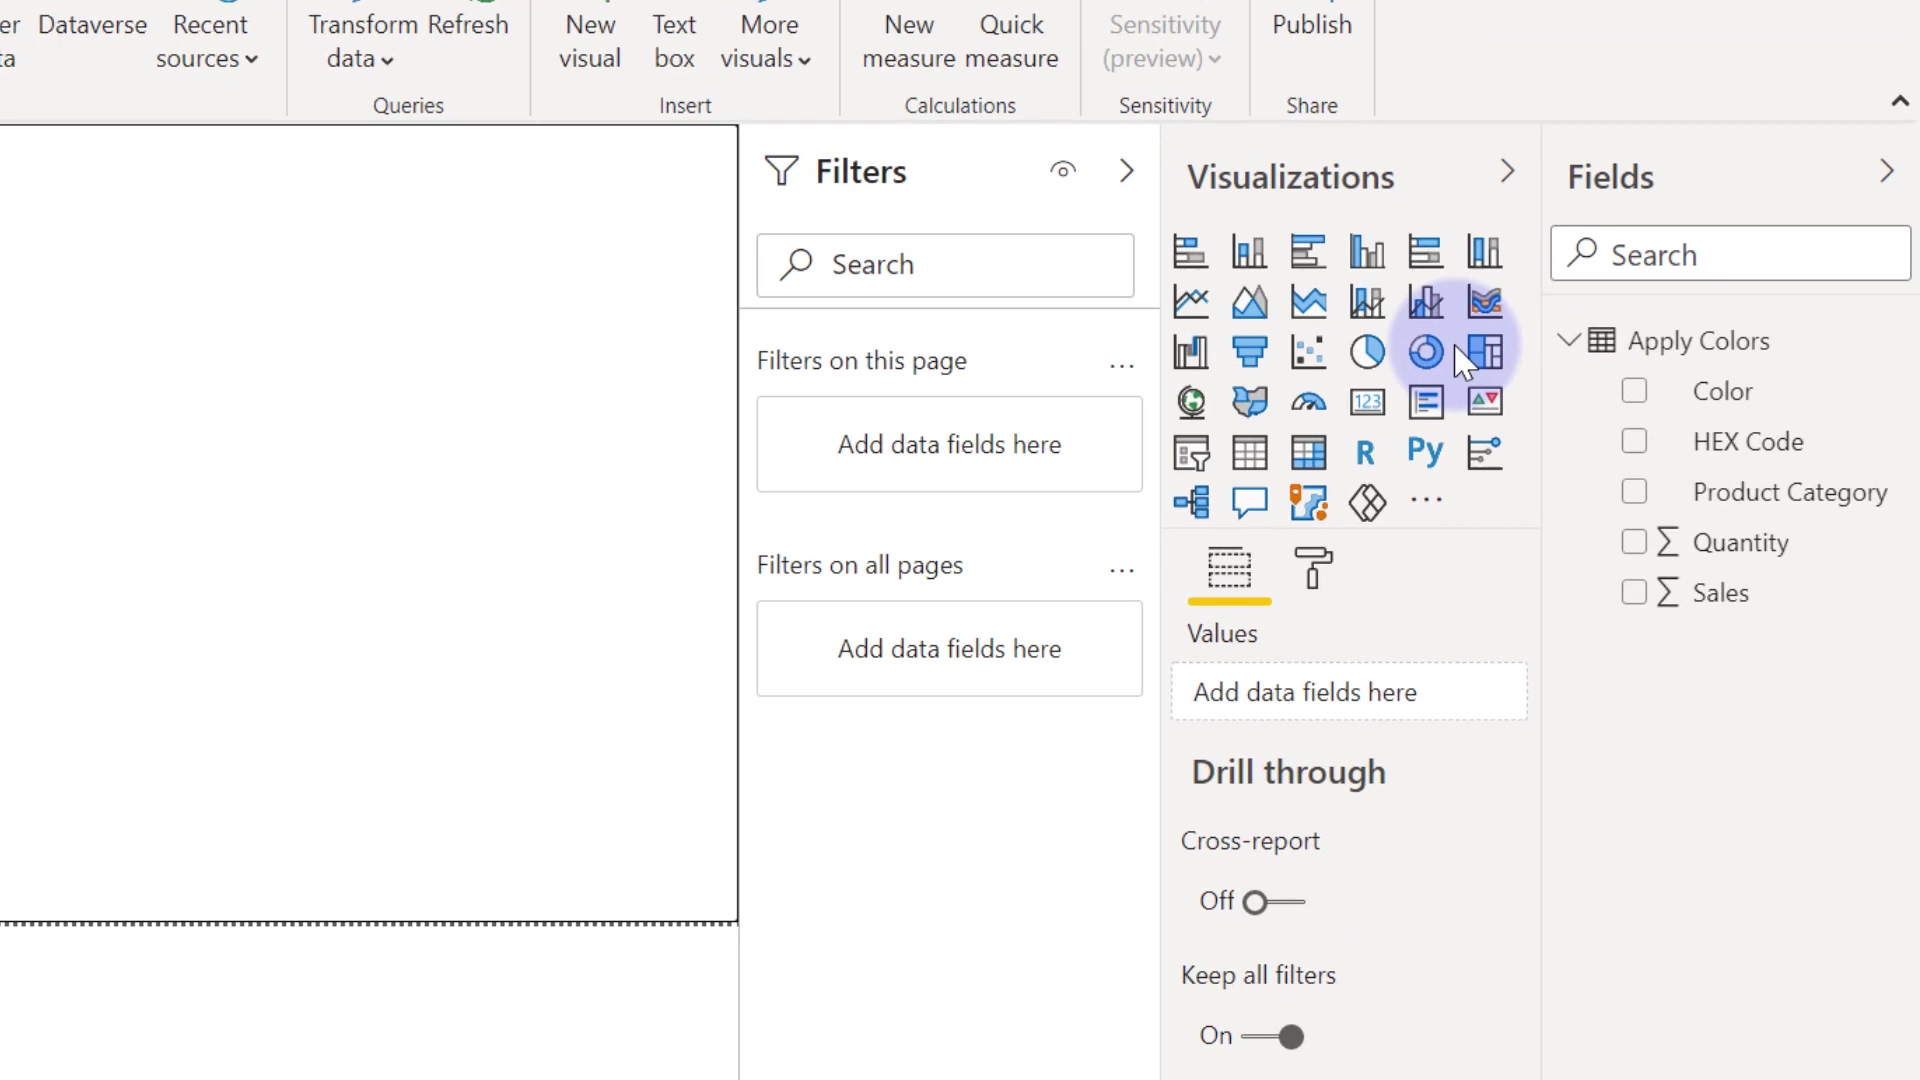 er Dataverse Recent Transform Refresh New Text More New Quick Sensitivity Publish
ta sources data visual box visuals measure measure (preview)
Queries Insert Calculations Sensitivity Share
Filters
Search
Filters on this page ...
Add data fields here
Filters on all pages ...
Add data fields here
Visualizations
123
R Py
...
Values
Add data fields here
Drill through
Cross-report
Off
Keep all filters
On
Fields
Search
Apply Colors
Color
HEX Code
Product Category
∑ Quantity
∑ Sales